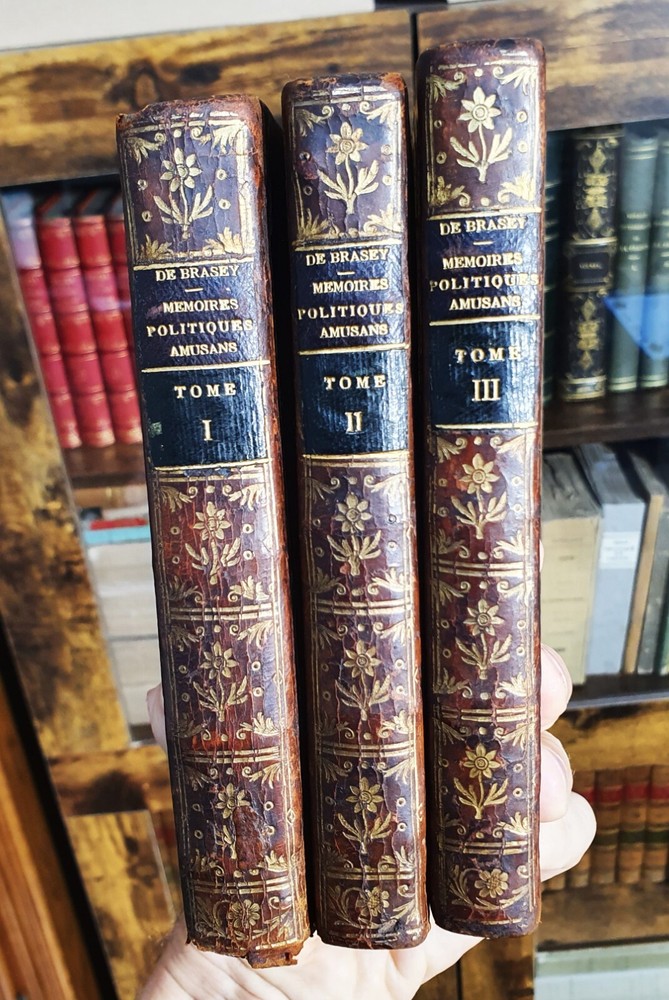 DE BRASEY
MEMOIRES
POLITIQUES
AMUSANS
TOME
I
DE BRASEY
MEMOIRES
POLITIQUES
AMUSANS
TOME
II
DE BRASEY
MEMOIRES
POLITIQUES
AMUSANS
TOME
III